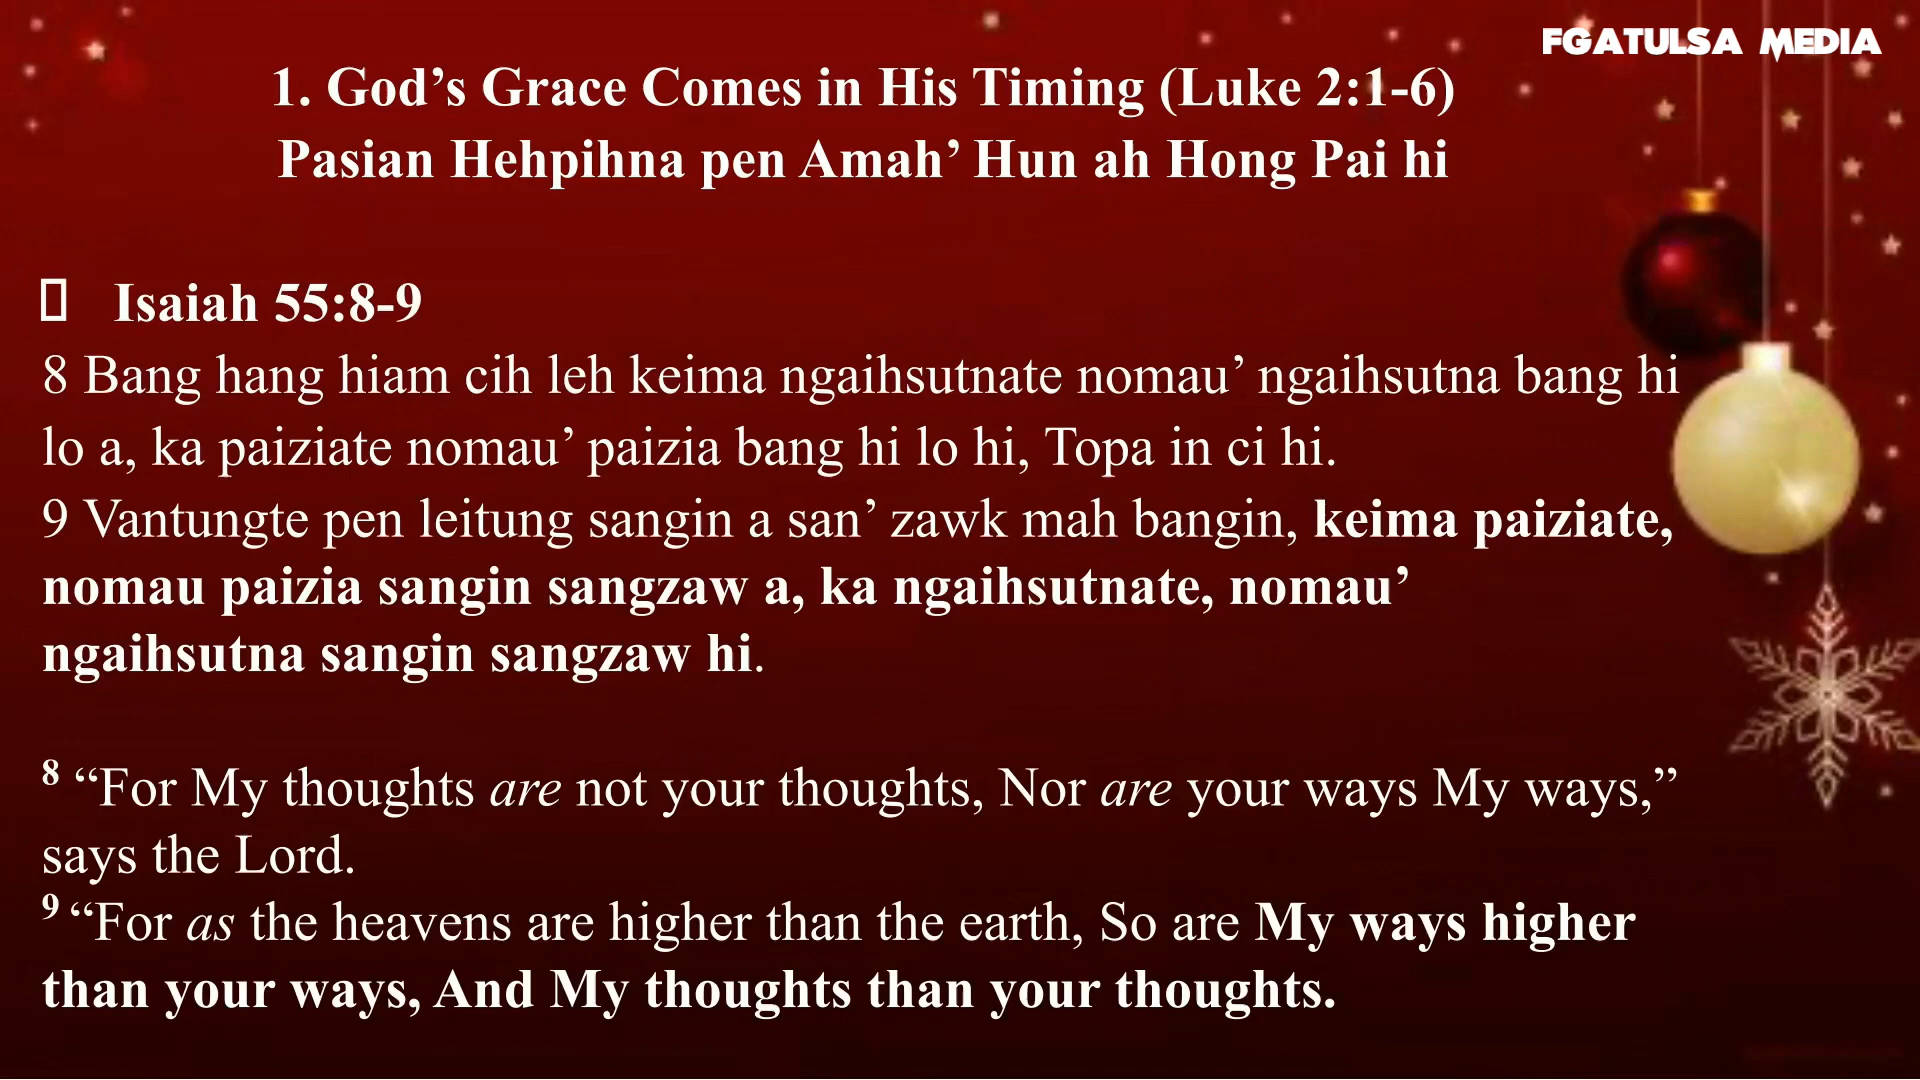 FGATULSA MEDIA
1. God’s Grace Comes in His Timing (Luke 2:1-6)
Pasian Hehpihna pen Amah’ Hun ah Hong Pai hi
Isaiah 55:8-9
8 Bang hang hiam cih leh keima ngaihsutnate nomau’ ngaihsutna bang hi
lo a, ka paiziate nomau’ paizia bang hi lo hi, Topa in ci hi.
9 Vantungte pen leitung sangin a san’ zawk mah bangin, keima paiziate,
nomau paizia sangin sangzaw a, ka ngaihsutnate, nomau’
ngaihsutna sangin sangzaw hi.
8 “For My thoughts are not your thoughts, Nor are your ways My ways,”
says the Lord.
9 “For as the heavens are higher than the earth, So are My ways higher
than your ways, And My thoughts than your thoughts.